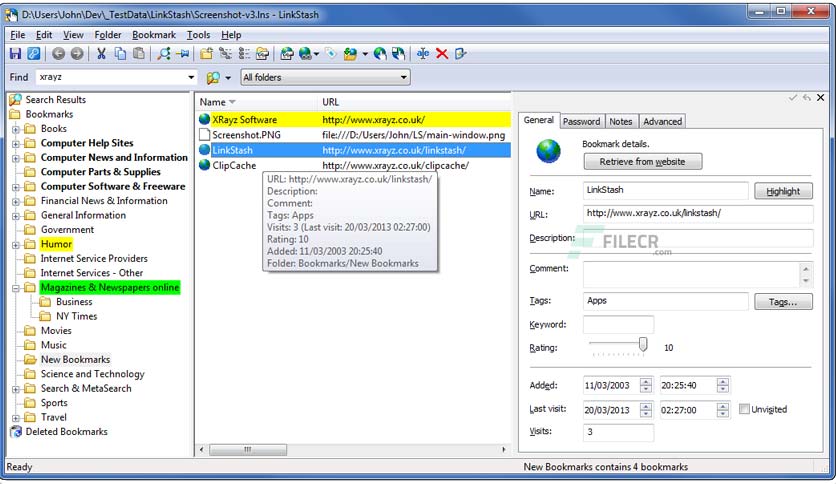 D:\Users\John\Dev\_TestData\LinkStash\Screenshot-v3.lns - LinkStash
File Edit View Folder Bookmark Tools Help
Find xrayz All folders
Search Results
Bookmarks
Books
Computer Help Sites
Computer News and Information
Computer Parts & Supplies
Computer Software & Freeware
Financial News & Information
General Information
Government
Humor
Internet Service Providers
Internet Services - Other
Magazines & Newspapers online
Business
NY Times
Movies
Music
New Bookmarks
Science and Technology
Search & MetaSearch
Sports
Travel
Deleted Bookmarks
Name URL
XRayz Software http://www.xrayz.co.uk/
Screenshot.PNG file:///D:/Users/John/LS/main-window.png
LinkStash http://www.xrayz.co.uk/linkstash/
ClipCache http://www.xrayz.co.uk/clipcache/
URL: http://www.xrayz.co.uk/linkstash/
Description:
Comment:
Tags: Apps
Visits: 3 (Last visit: 20/03/2013 02:27:00)
Rating: 10
Added: 11/03/2003 20:25:40
Folder: Bookmarks/New Bookmarks
General Password Notes Advanced
Bookmark details.
Retrieve from website
Name: LinkStash Highlight
URL: http://www.xrayz.co.uk/linkstash/
Description:
FILECR
.com
Comment:
Tags: Apps Tags...
Keyword:
Rating: 10
Added: 11/03/2003 20:25:40
Last visit: 20/03/2013 02:27:00 Unvisited
Visits: 3
Ready New Bookmarks contains 4 bookmarks